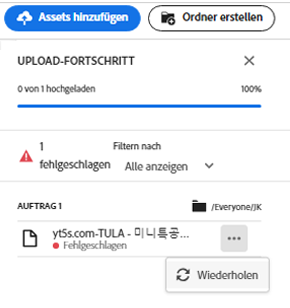 Assets hinzufügen
Ordner erstellen
UPLOAD-FORTSCHRITT
0 von 1 hochgeladen
100%
1
fehlgeschlagen
Filtern nach
Alle anzeigen
AUFTRAG 1
/Everyone/JK
yt5s.com-TULA - 미니특공...
Fehlgeschlagen
Wiederholen